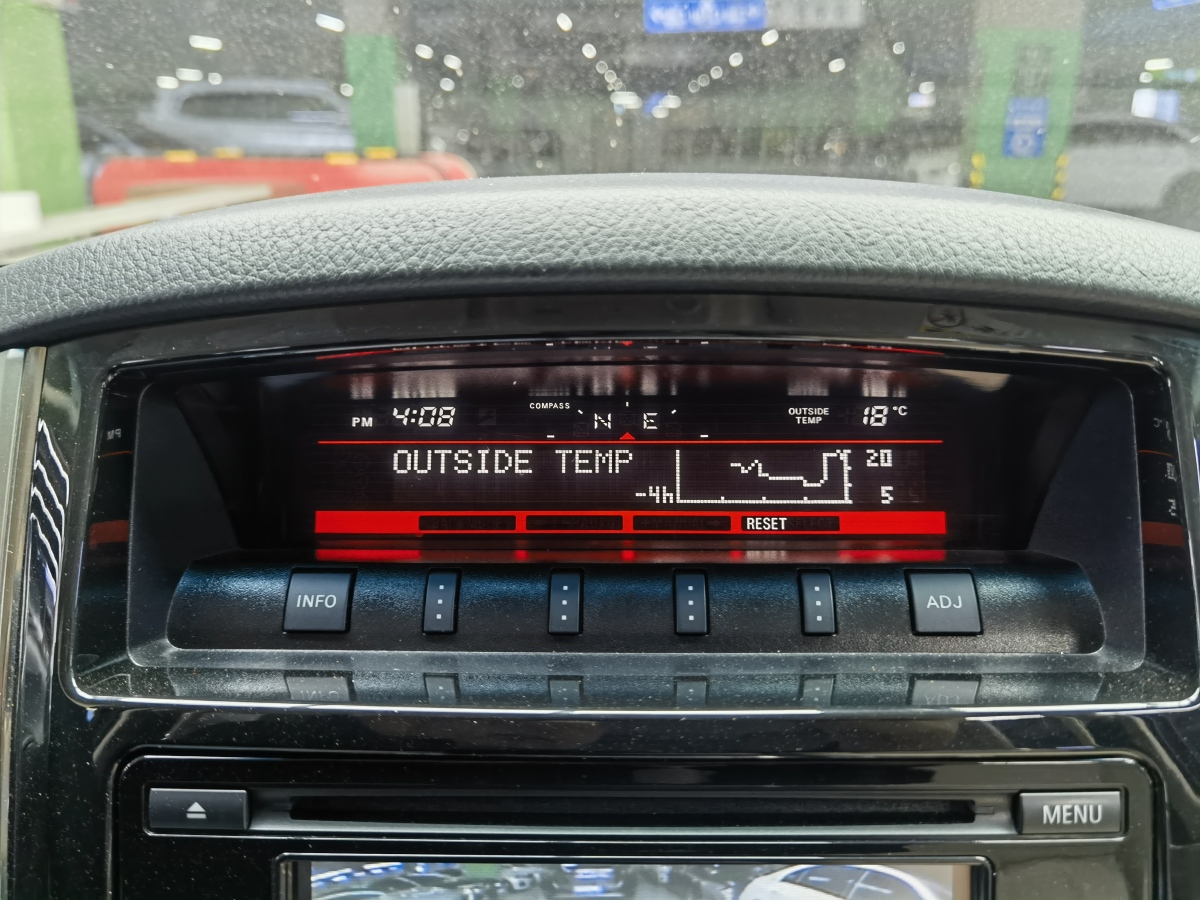 PM 4:08 COMPASS N E OUTSIDE TEMP 18°C
OUTSIDE TEMP 20
-4h 5
RESET
INFO ADJ
MENU